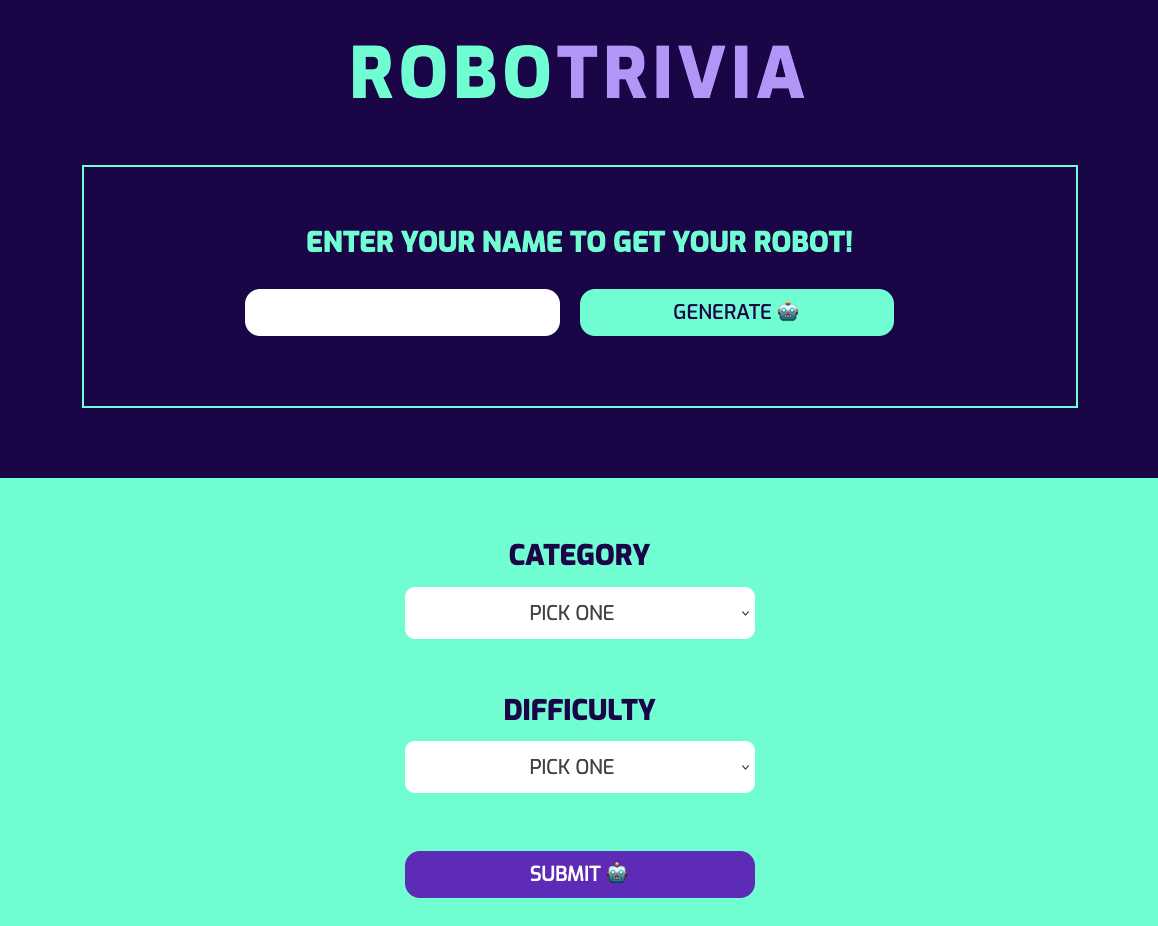 ROBOTRIVIA
ENTER YOUR NAME TO GET YOUR ROBOT!
GENERATE 🤖
CATEGORY
PICK ONE
DIFFICULTY
PICK ONE
SUBMIT 🤖